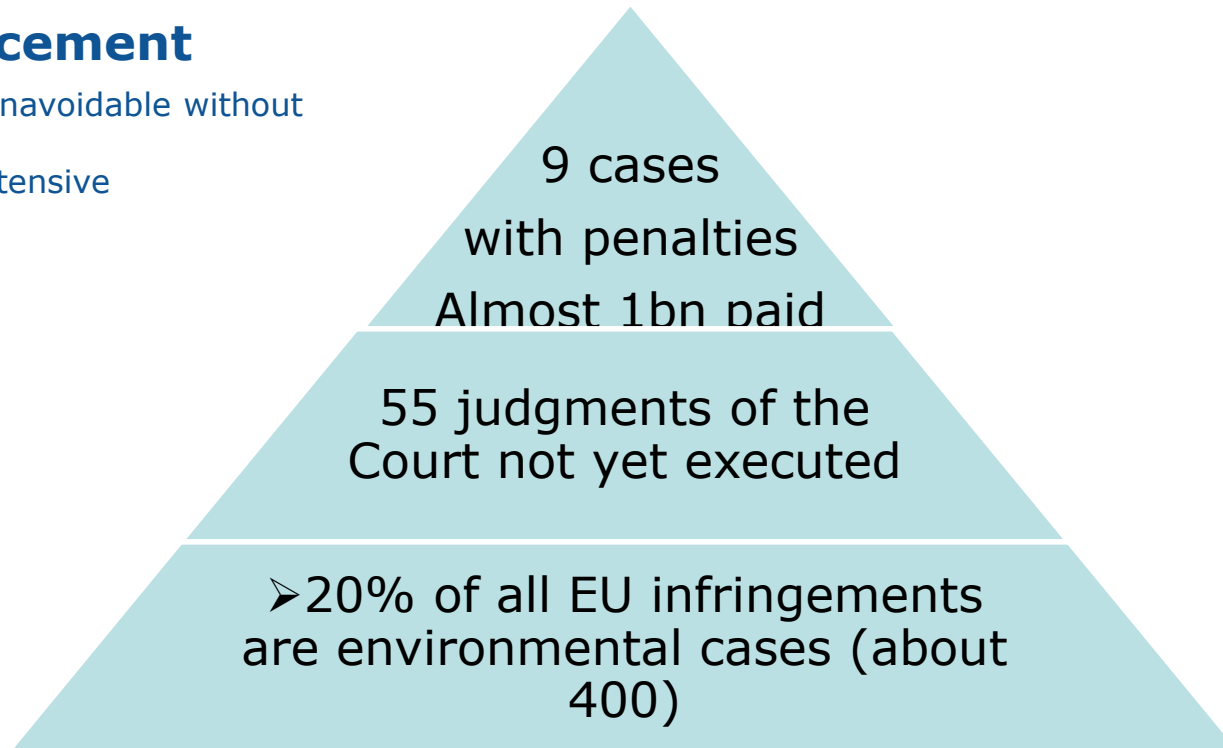 cement
navoidable without
tensive
9 cases
with penalties
Almost 1bn paid
55 judgments of the
Court not yet executed
➢20% of all EU infringements
are environmental cases (about
400)